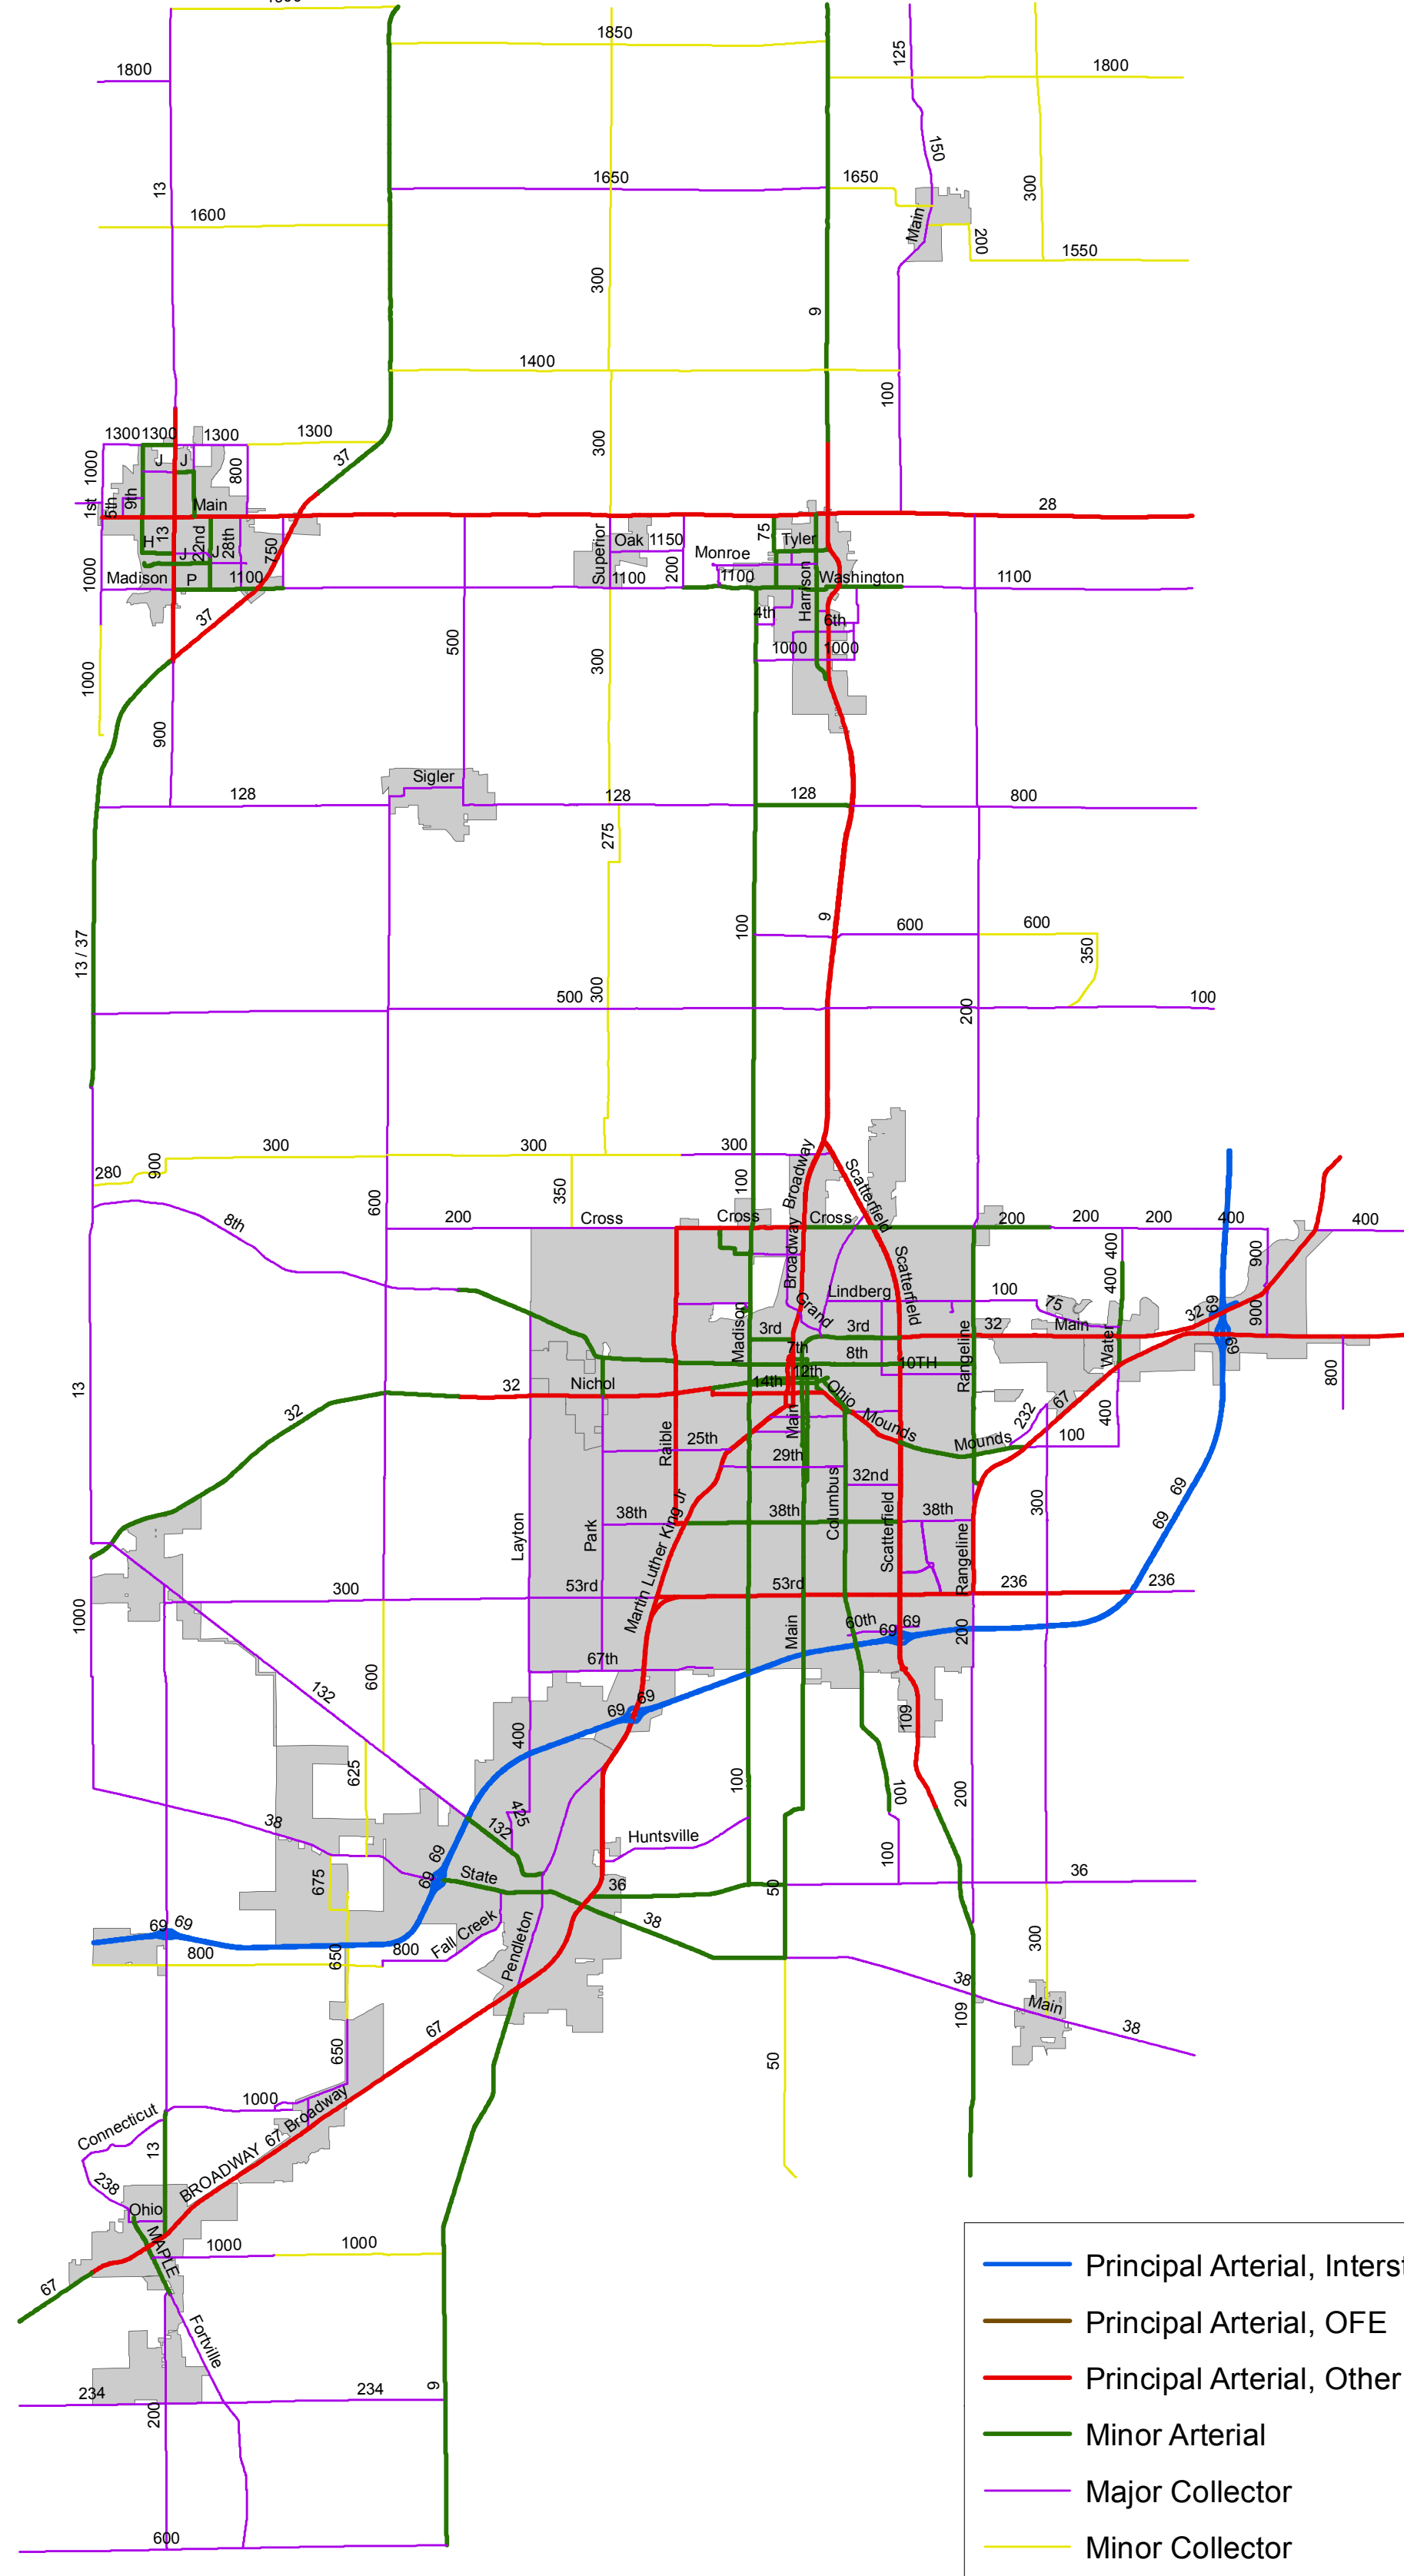 1850
1800
125
1800
150
13
1650
1650
300
1600
Main
200
1550
300
9
1400
100
1300
1300
1300
1300
300
37
J
J
1000
800
9th
5th
1st
Main
28
13
H
22nd
28th
J
J
750
Superior
Oak
1150
75
Tyler
Monroe
200
1000
Madison
P
1100
1100
1100
Harrison
Washington
1100
37
4th
6th
500
1000
1000
1000
300
900
Sigler
128
128
128
800
275
13 / 37
100
9
600
600
350
500
300
200
100
300
300
300
280
900
Broadway
Scatterfield
350
100
600
8th
200
Cross
Cross
Cross
200
200
200
400
400
Broadway
Scatterfield
400
900
400
Lindberg
100
75
Grand
69
32
900
Madison
3rd
3rd
32
Main
Water
69
7th
8th
10TH
Rangeline
12th
14th
Nichol
32
800
13
32
Ohio
Main
Mounds
Mounds
232
67
400
100
Raible
25th
29th
32nd
Columbus
69
69
38th
38th
38th
300
Layton
Park
Martin Luther King Jr
Scatterfield
Rangeline
300
53rd
53rd
236
236
1000
Main
60th
69
69
200
67th
600
132
69
69
109
400
625
100
100
200
425
132
38
Huntsville
100
69
69
State
675
36
50
36
38
Fall Creek
Pendleton
69
69
800
800
650
300
38
Main
109
38
67
650
50
1000
Connecticut
13
Broadway
67
BROADWAY
238
Ohio
MAPLE
1000
1000
67
Fortville
234
234
200
9
600
Principal Arterial, Interst
Principal Arterial, OFE
Principal Arterial, Other
Minor Arterial
Major Collector
Minor Collector